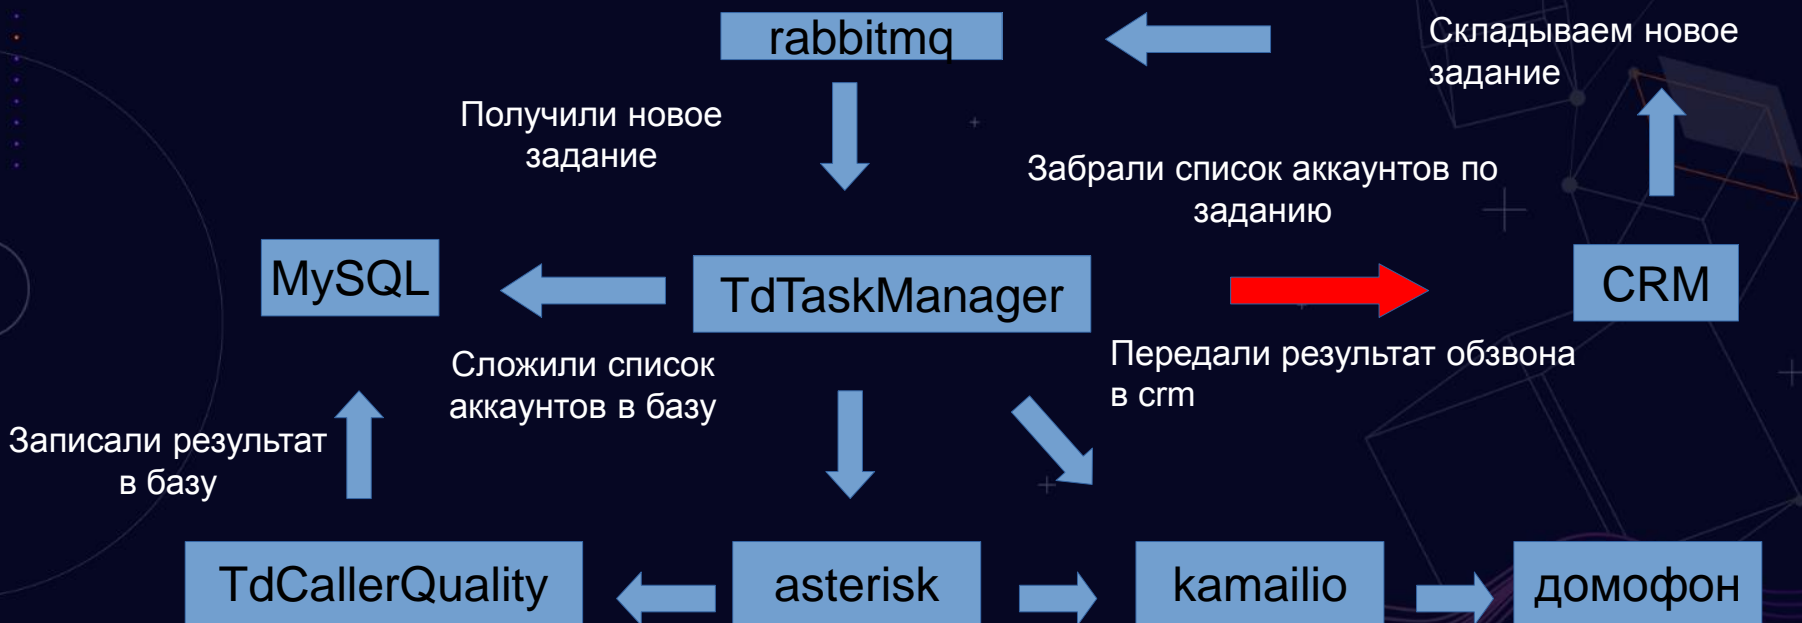 rabbitmq
Складываем новое
задание
Получили новое
задание
Забрали список аккаунтов по
заданию
MySQL
TdTaskManager
CRM
Сложили список
аккаунтов в базу
Передали результат обзвона
в crm
Записали результат
в базу
TdCallerQuality
asterisk
kamailio
домофон